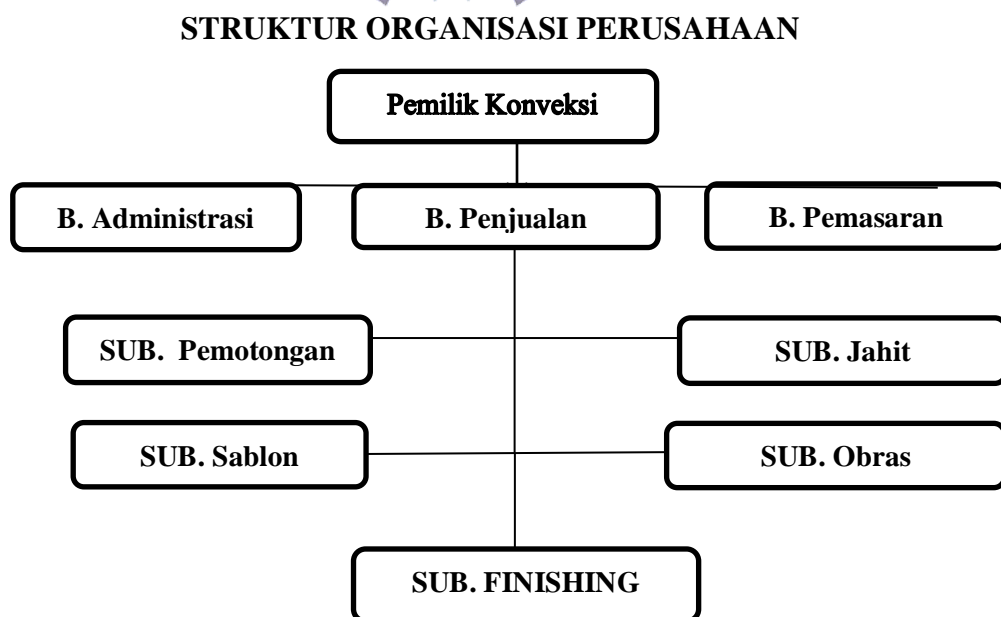 STRUKTUR ORGANISASI PERUSAHAAN
Pemilik Konveksi
B. Administrasi
B. Penjualan
B. Pemasaran
SUB. Pemotongan
SUB. Jahit
SUB. Sablon
SUB. Obras
SUB. FINISHING